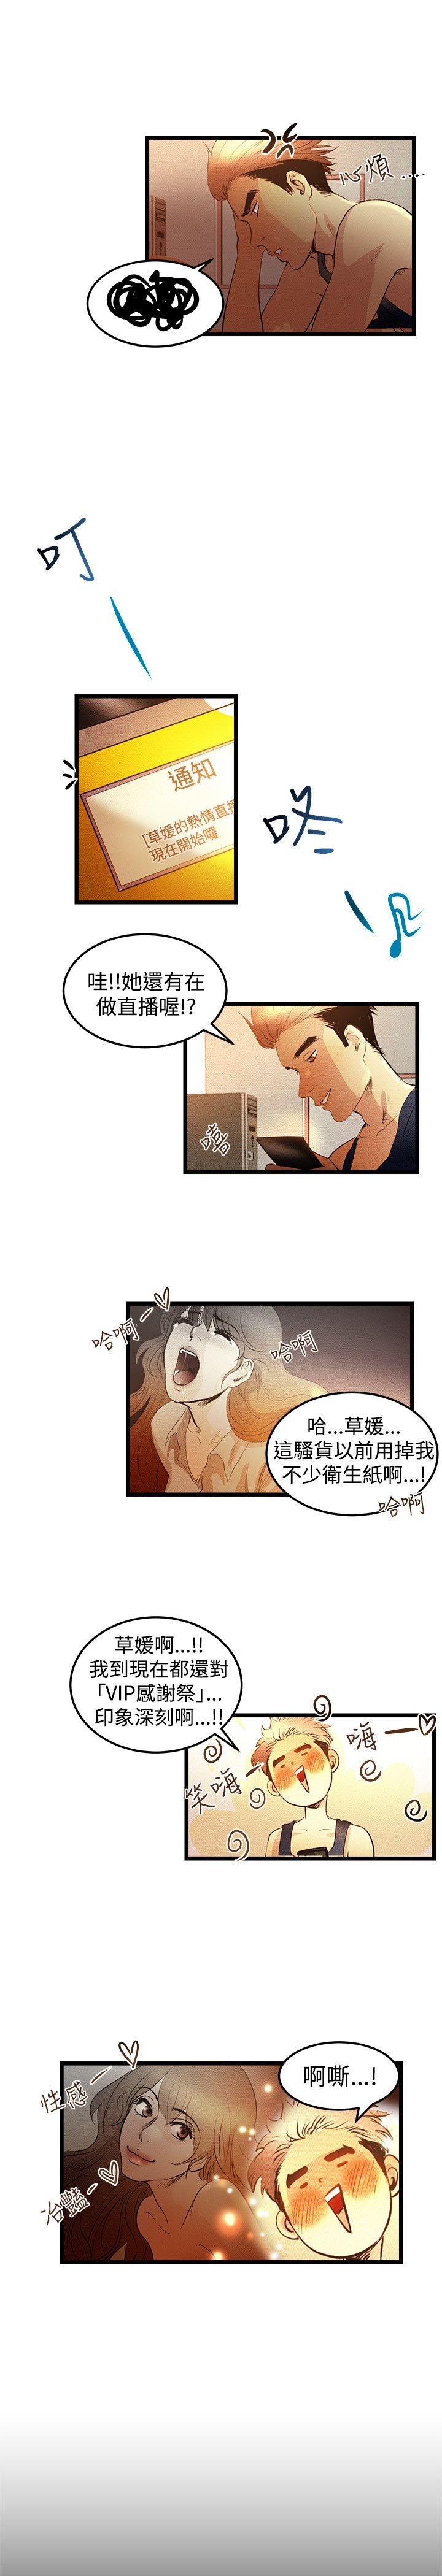 心煩....
叮
通知
[草媛的熱情直播
現在開始囉
咚
哇!!她還有在
做直播喔!?
嘻
哈啊
哈啊
哈...草媛...
這騷貨以前用掉我
不少衛生紙啊...!
哈啊
草媛啊...!!
我到現在都還對
「VIP感謝祭」...
印象深刻啊...!!
嗨
笑嗨
啊嘶...!
性感
冶豔